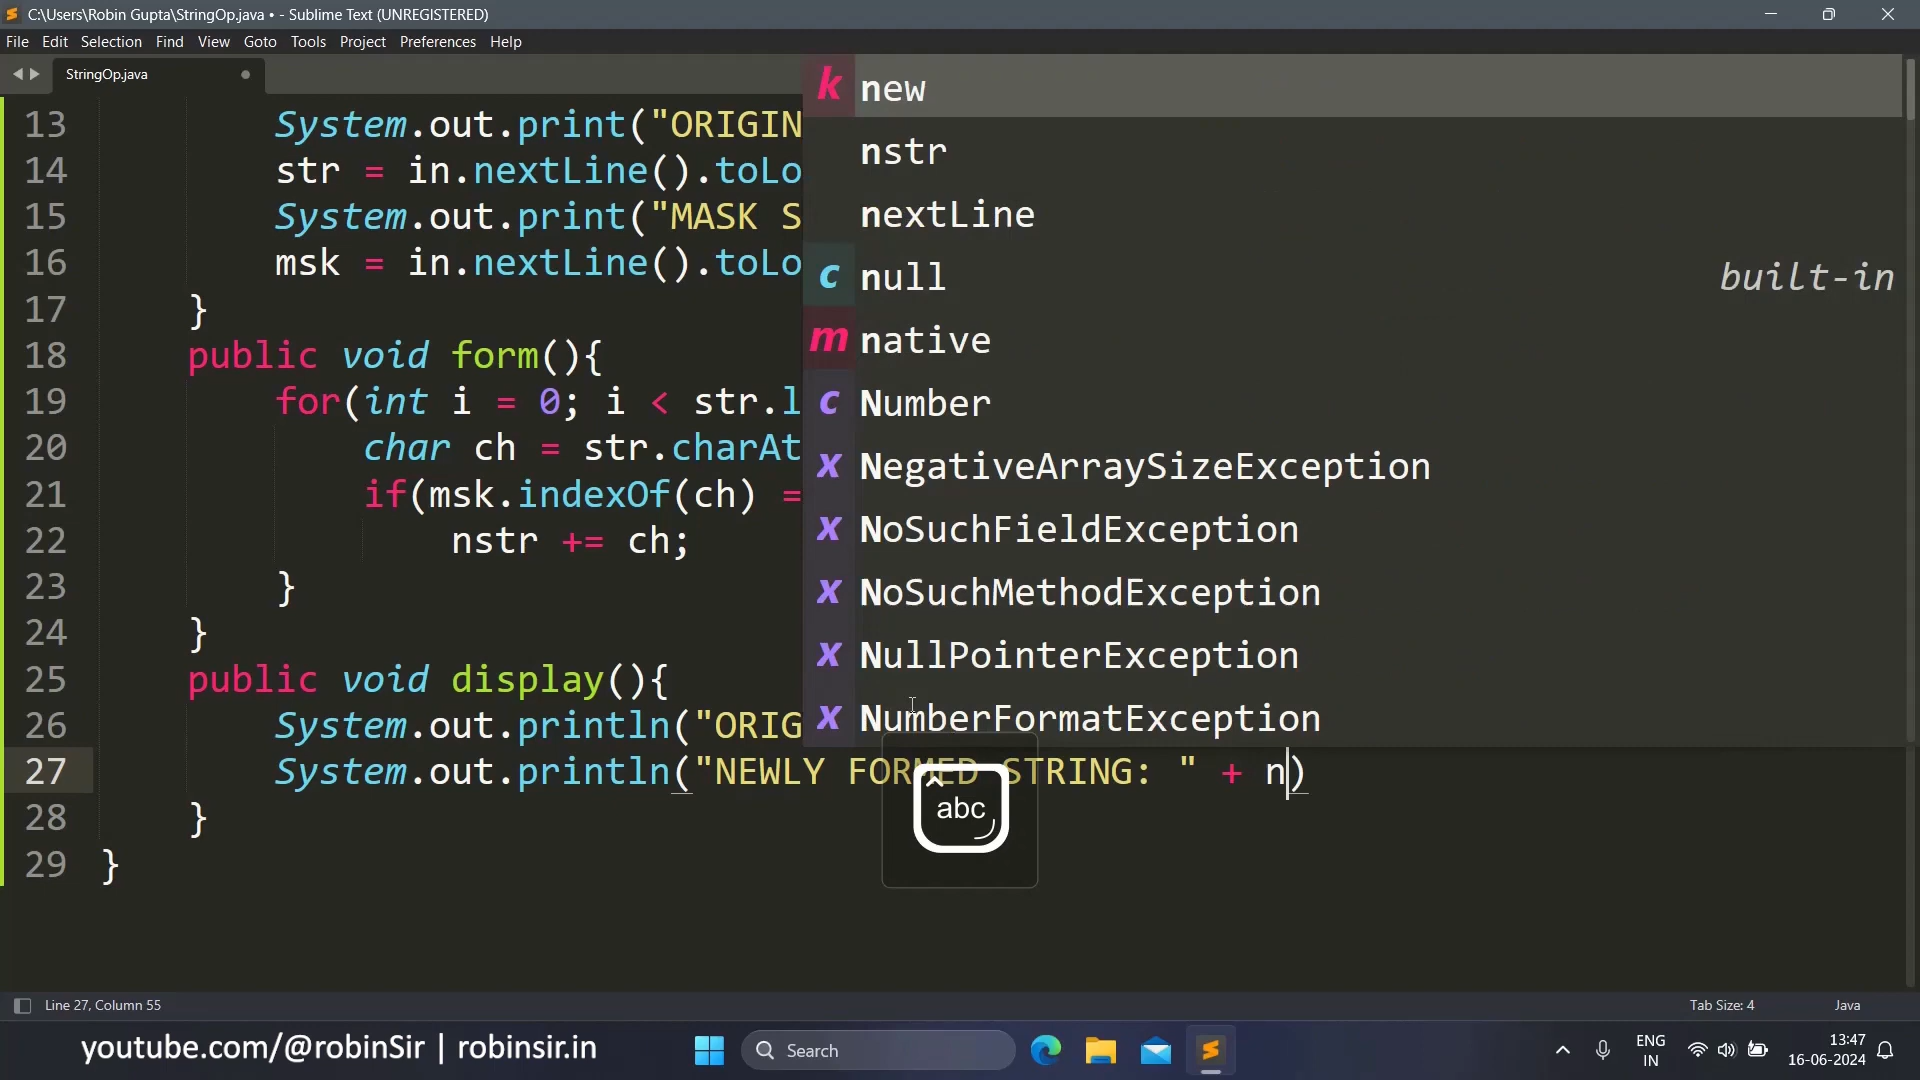 C:\Users\Robin Gupta\StringOp.java • - Sublime Text (UNREGISTERED)
File Edit Selection Find View Goto Tools Project Preferences Help
StringOp.java
13 System.out.print("ORIGIN
14 str = in.nextLine().toLo
15 System.out.print("MASK S
16 msk = in.nextLine().toLo
17 }
18 public void form(){
19 for(int i = 0; i < str.l
20 char ch = str.charAt
21 if(msk.indexOf(ch) =
22 nstr += ch;
23 }
24 }
25 public void display(){
26 System.out.println("ORIG
27 System.out.println("NEWLY FORMED STRING: " + n)
28 }
29 }
k new
nstr
nextLine
c null built-in
m native
c Number
x NegativeArraySizeException
x NoSuchFieldException
x NoSuchMethodException
x NullPointerException
x NumberFormatException
abc
Line 27, Column 55
Tab Size: 4
Java
youtube.com/@robinSir | robinsir.in
Search
ENG
IN
13:47
16-06-2024